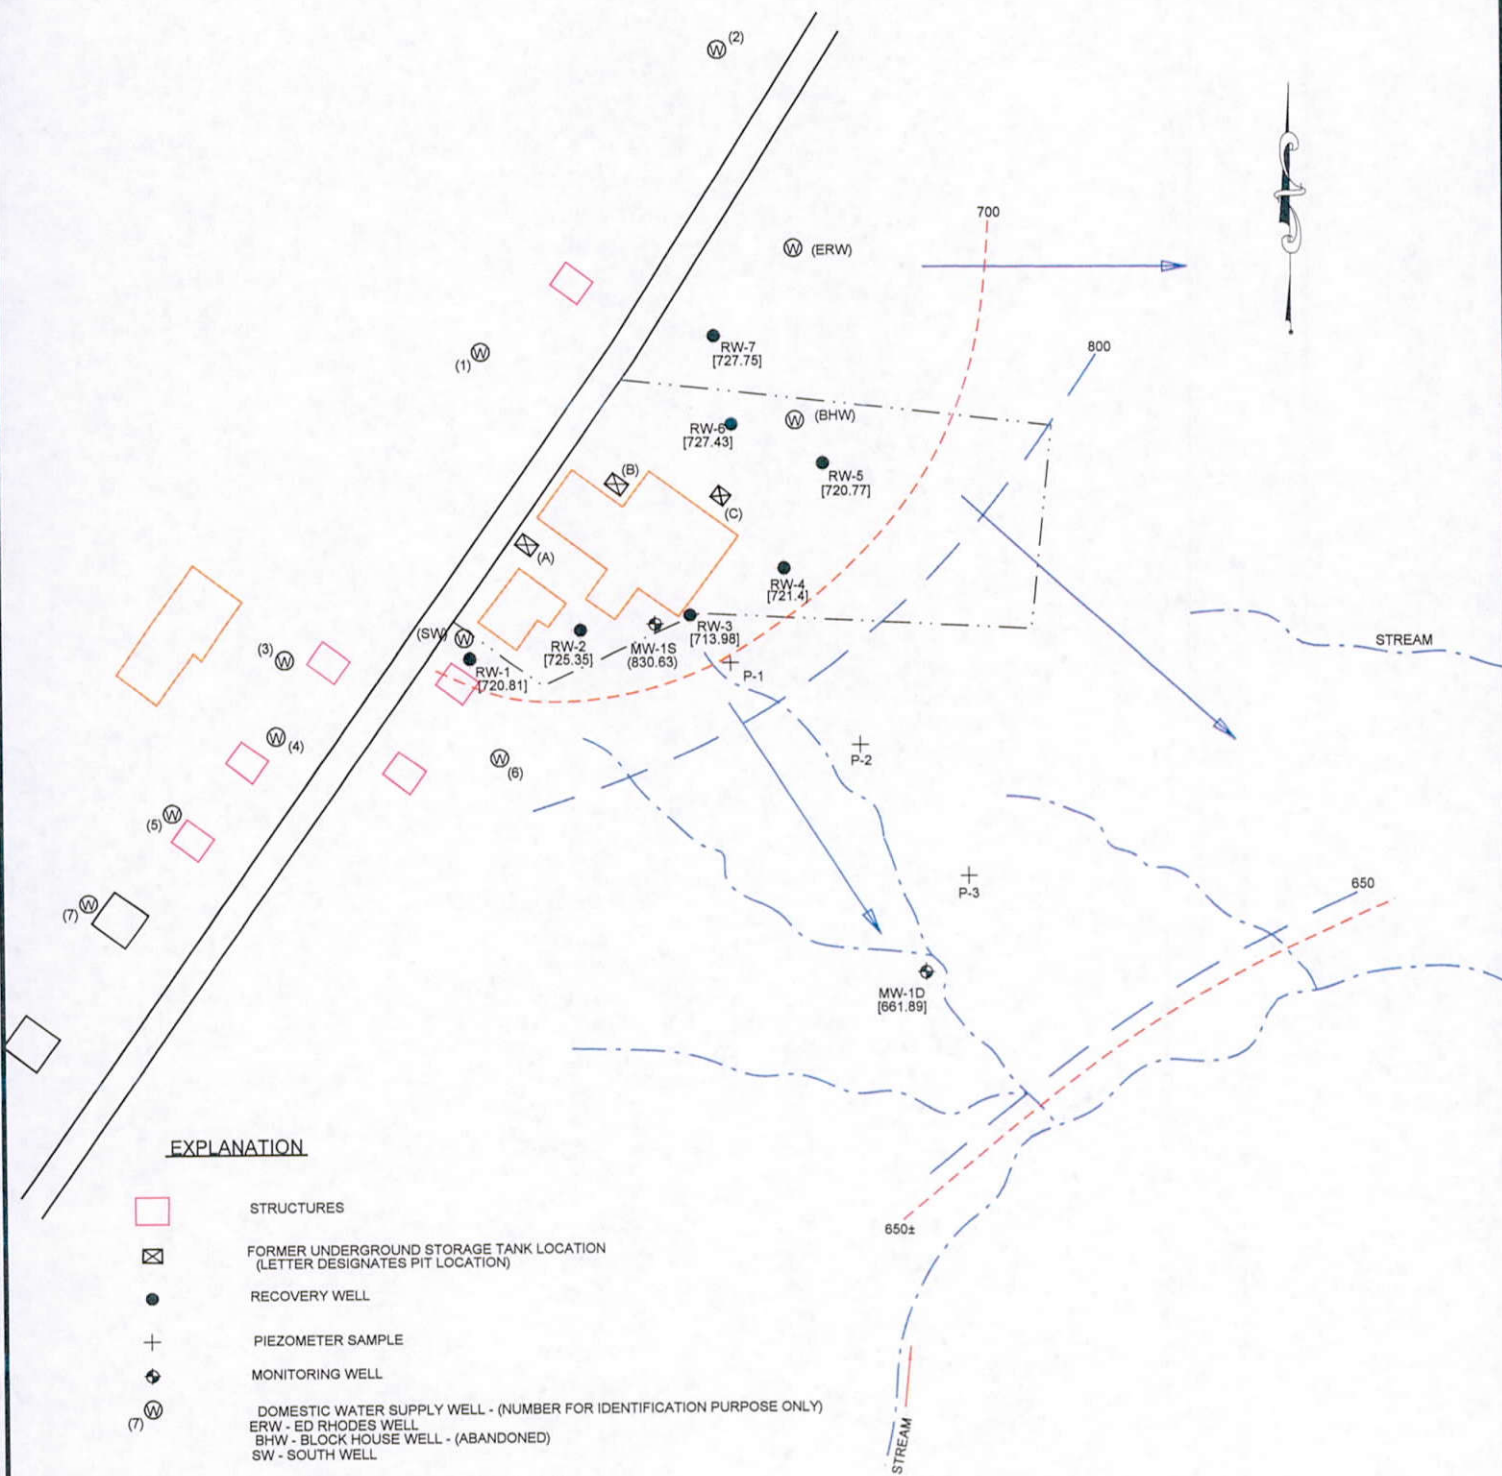 (2)
(ERW)
700
(1)
RW-7
[727.75]
800
(BHW)
RW-6
[727.43]
(B)
RW-5
[720.77]
(C)
(A)
RW-4
[721.4]
(SW)
RW-3
[713.98]
RW-2
[725.35]
MW-1S
(830.63)
STREAM
(3)
RW-1
[720.81]
P-1
(4)
P-2
(6)
(5)
P-3
650
(7)
MW-1D
[661.89]
650±
EXPLANATION
STRUCTURES
FORMER UNDERGROUND STORAGE TANK LOCATION
(LETTER DESIGNATES PIT LOCATION)
RECOVERY WELL
PIEZOMETER SAMPLE
MONITORING WELL
(7) W DOMESTIC WATER SUPPLY WELL - (NUMBER FOR IDENTIFICATION PURPOSE ONLY)
ERW - ED RHODES WELL
BHW - BLOCK HOUSE WELL - (ABANDONED)
SW - SOUTH WELL
STREAM